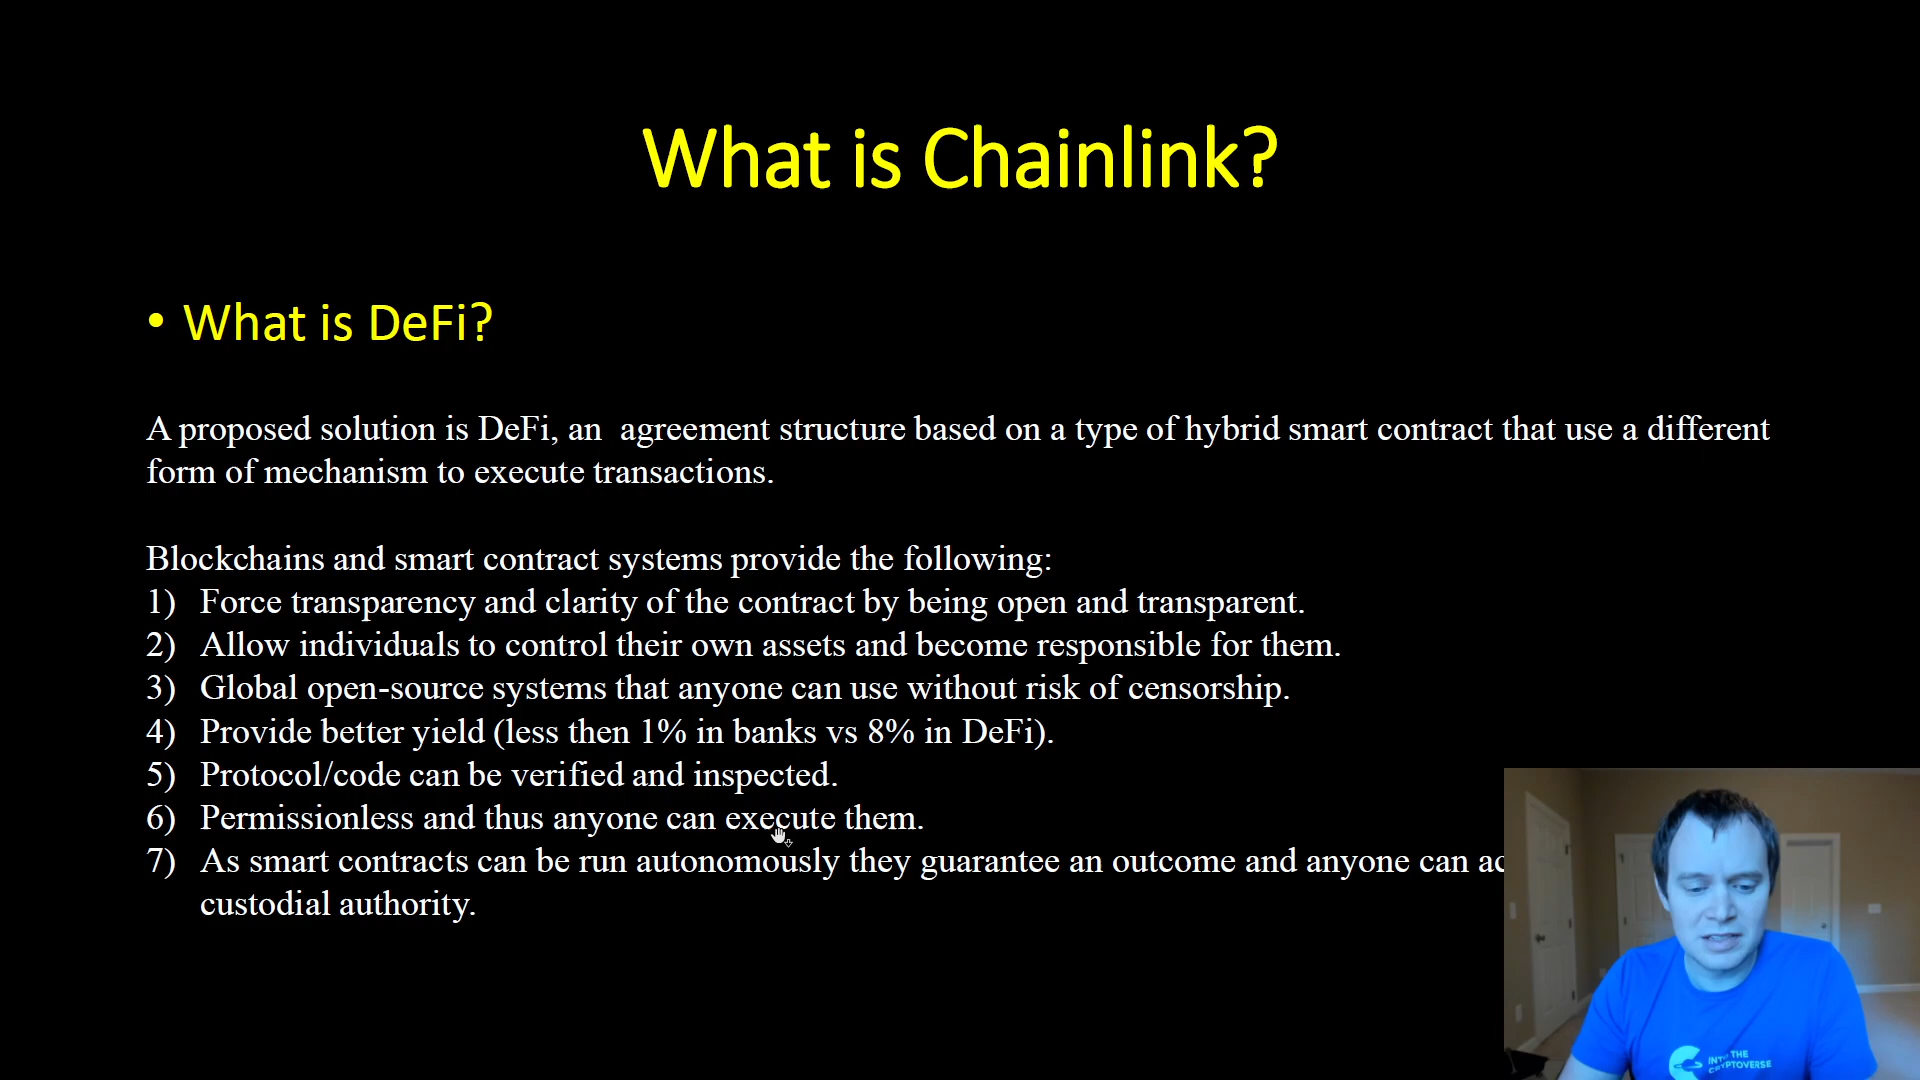 What is Chainlink?
• What is DeFi?
A proposed solution is DeFi, an  agreement structure based on a type of hybrid smart contract that use a different
form of mechanism to execute transactions.
Blockchains and smart contract systems provide the following:
1) Force transparency and clarity of the contract by being open and transparent.
2) Allow individuals to control their own assets and become responsible for them.
3) Global open-source systems that anyone can use without risk of censorship.
4) Provide better yield (less then 1% in banks vs 8% in DeFi).
5) Protocol/code can be verified and inspected.
6) Permissionless and thus anyone can execute them.
7) As smart contracts can be run autonomously they guarantee an outcome and anyone can
custodial authority.
INTO THE
CRYPTOVERSE